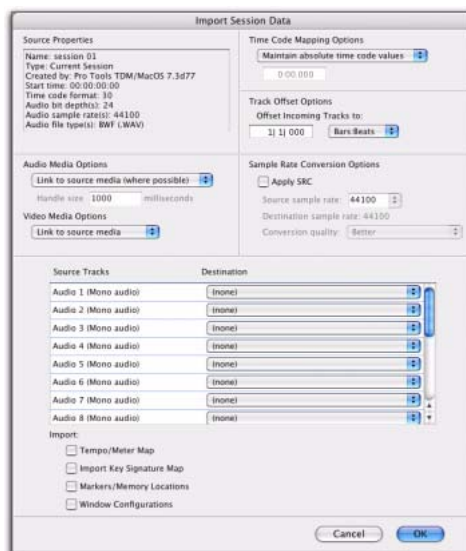 Import Session Data
Source Properties
Name: session 01
Type: Current Session
Created by: Pro Tools TDM/MacOS 7.3d77
Start time: 00:00:00:00
Time code format: 30
Audio bit depth(s): 24
Audio sample rate(s): 44100
Audio file type(s): BWF (.WAV)
Time Code Mapping Options
Maintain absolute time code values
0:00.000
Track Offset Options
Offset Incoming Tracks to:
1| 1| 000 Bars:Beats
Audio Media Options
Link to source media (where possible)
Handle size 1000 milliseconds
Video Media Options
Link to source media
Sample Rate Conversion Options
Apply SRC
Source sample rate: 44100
Destination sample rate: 44100
Conversion quality: Better
Source Tracks Destination
Audio 1 (Mono audio) (none)
Audio 2 (Mono audio) (none)
Audio 3 (Mono audio) (none)
Audio 4 (Mono audio) (none)
Audio 5 (Mono audio) (none)
Audio 6 (Mono audio) (none)
Audio 7 (Mono audio) (none)
Audio 8 (Mono audio) (none)
Import:
Tempo/Meter Map
Import Key Signature Map
Markers/Memory Locations
Window Configurations
Cancel OK